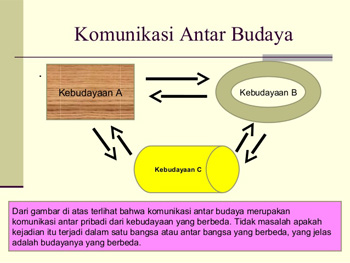 Komunikasi Antar Budaya
Kebudayaan A
Kebudayaan B
Kebudayaan C
Dari gambar di atas terlihat bahwa komunikasi antar budaya merupakan
komunikasi antar pribadi dari kebudayaan yang berbeda. Tidak masalah apakah
kejadian itu terjadi dalam satu bangsa atau antar bangsa yang berbeda, yang jelas
adalah budayanya yang berbeda.